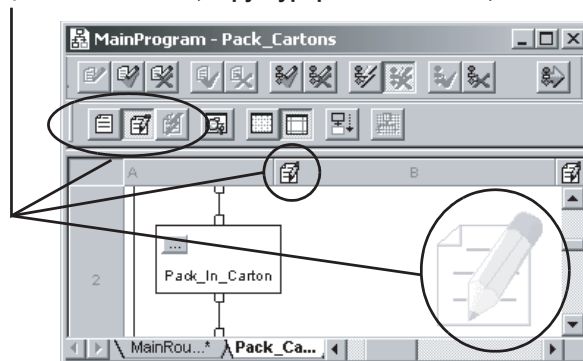 MainProgram - Pack_Cartons
A
B
2
...
Pack_In_Carton
MainRou...*
Pack_Ca...